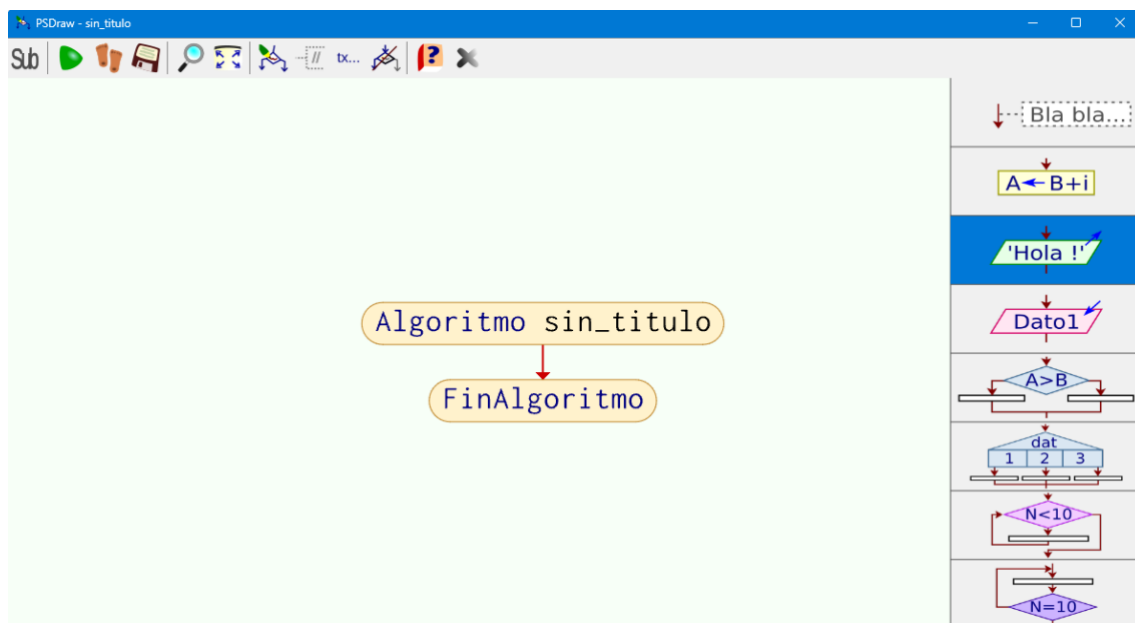 PSDraw - sin_titulo
Sub
//
tx...
?
Bla bla...
A B+i
'Hola !'
Dato1
Algoritmo sin_titulo
FinAlgoritmo
A>B
dat
1 2 3
N<10
N=10